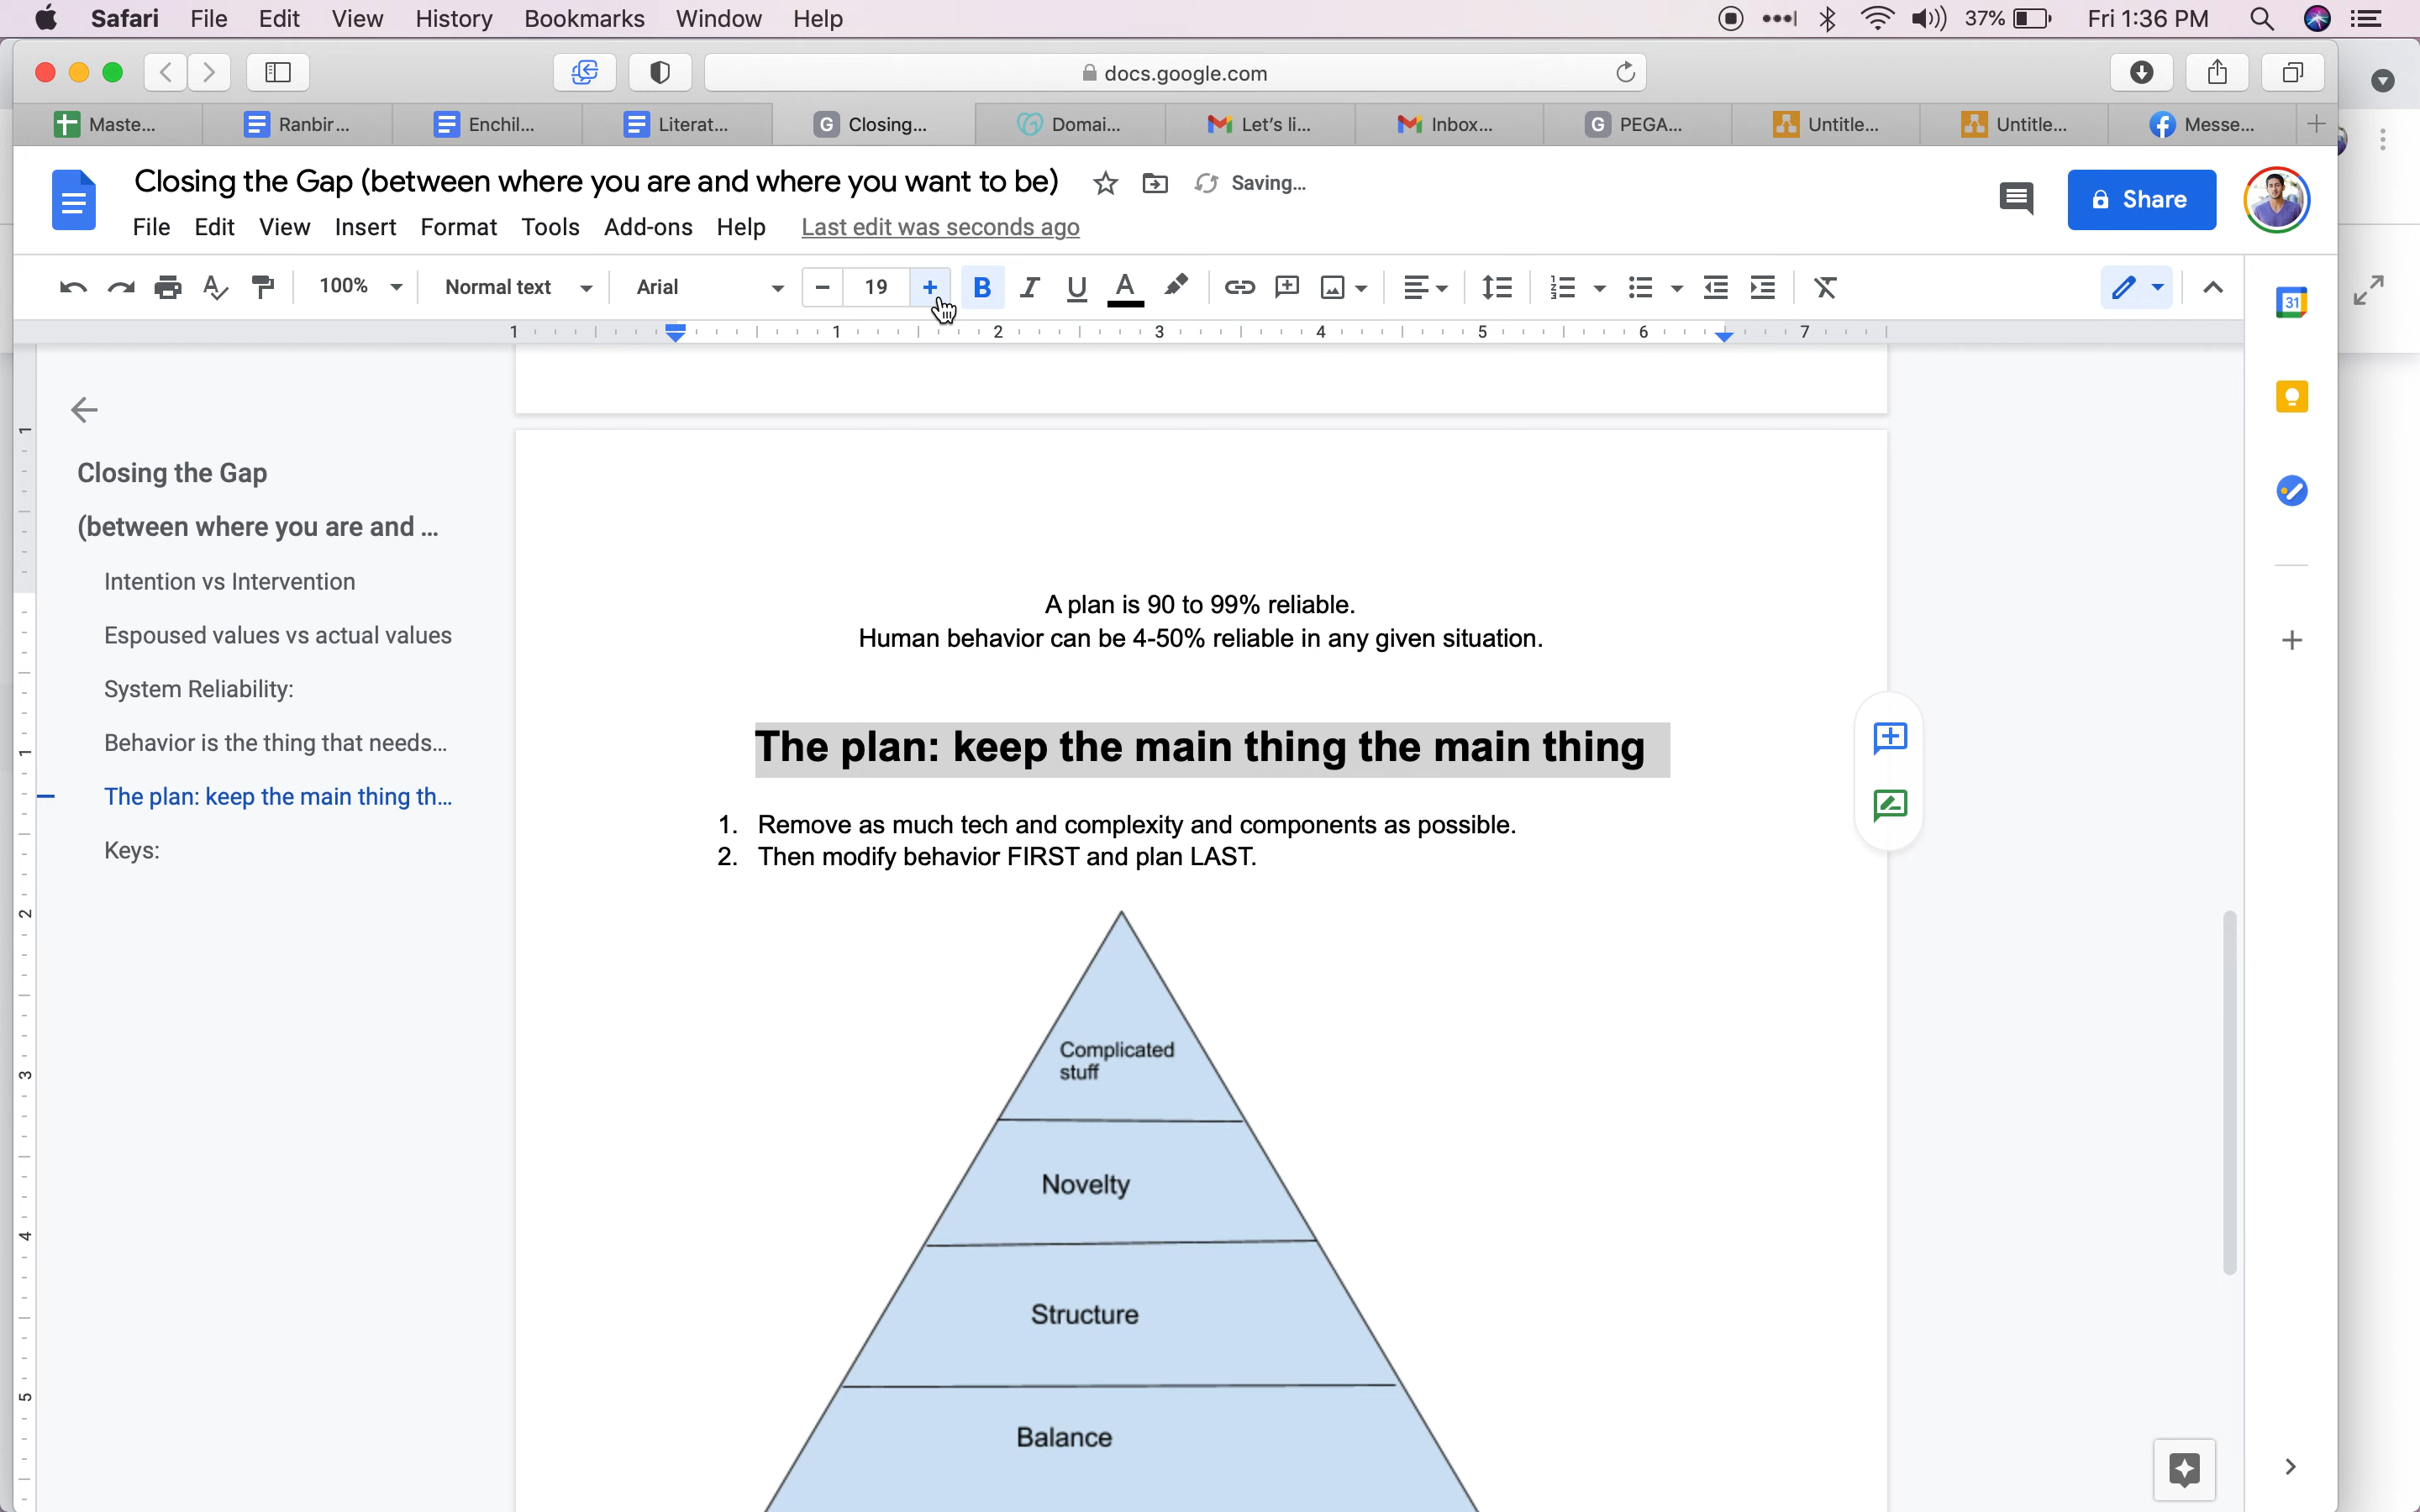 Safari File Edit View History Bookmarks Window Help 37% Fri 1:36 PM
docs.google.com
Maste... Ranbir... Enchil... Literat... G Closing... Domai... Let's li... Inbox... G PEGA... Untitle... Untitle... Messe...
Closing the Gap (between where you are and where you want to be) Saving...
Share
File Edit View Insert Format Tools Add-ons Help Last edit was seconds ago
100% Normal text Arial 19 B I U A
31
1 1 2 3 4 5 6 7
Closing the Gap
(between where you are and ...
Intention vs Intervention
Espoused values vs actual values
System Reliability:
Behavior is the thing that needs...
The plan: keep the main thing th...
Keys:
1
1
2
3
4
5
A plan is 90 to 99% reliable.
Human behavior can be 4-50% reliable in any given situation.
The plan: keep the main thing the main thing
1. Remove as much tech and complexity and components as possible.
2. Then modify behavior FIRST and plan LAST.
Complicated
stuff
Novelty
Structure
Balance